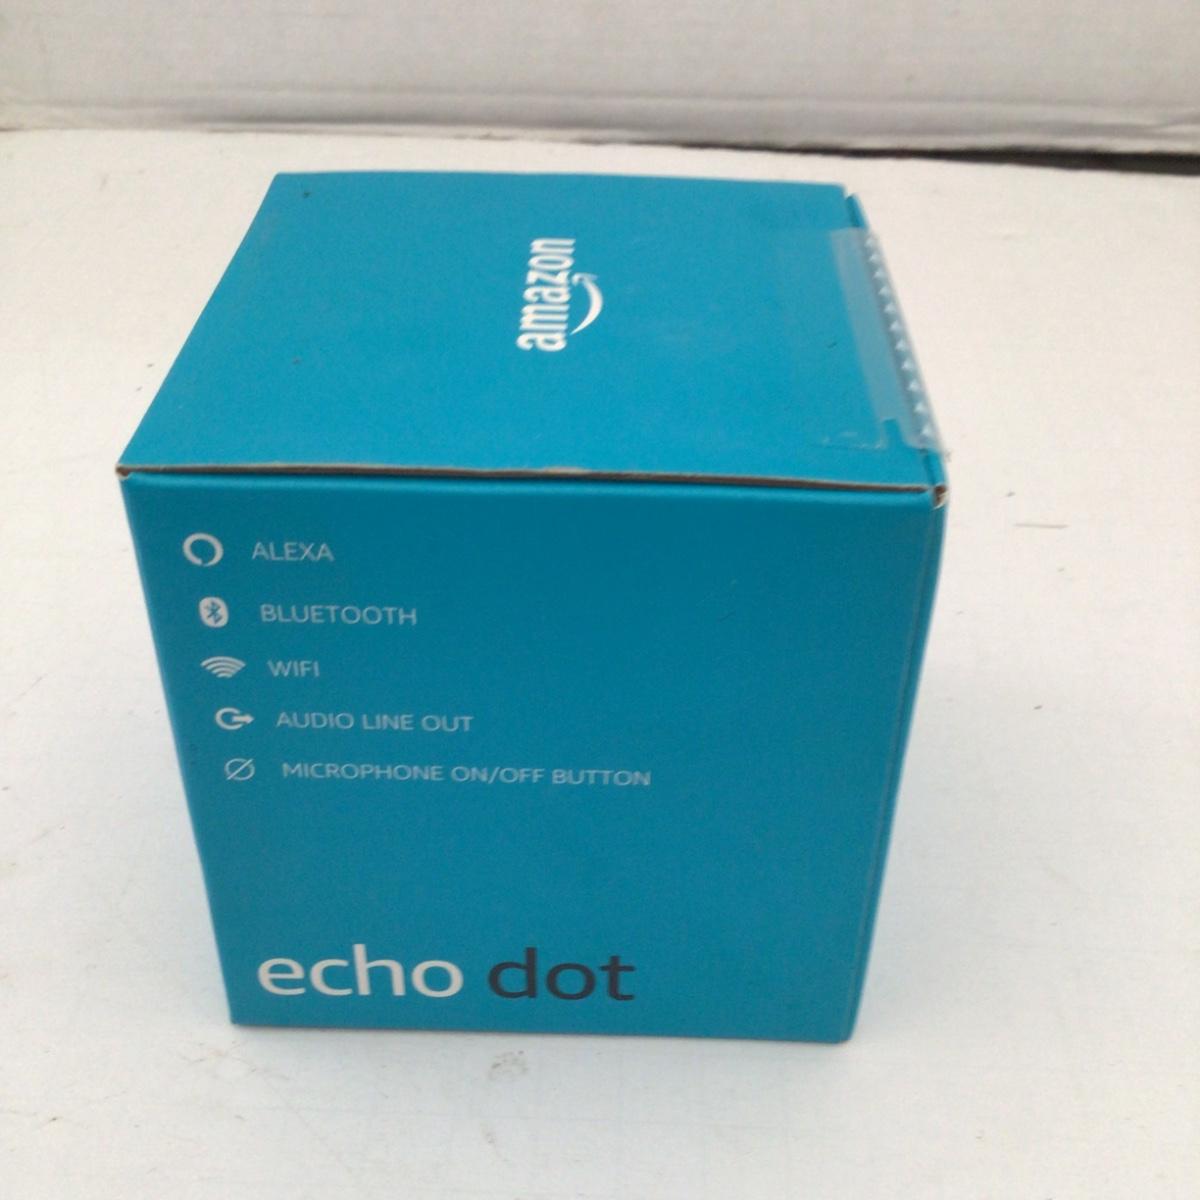 amazon
ALEXA
BLUETOOTH
WIFI
AUDIO LINE OUT
MICROPHONE ON/OFF BUTTON
echo dot